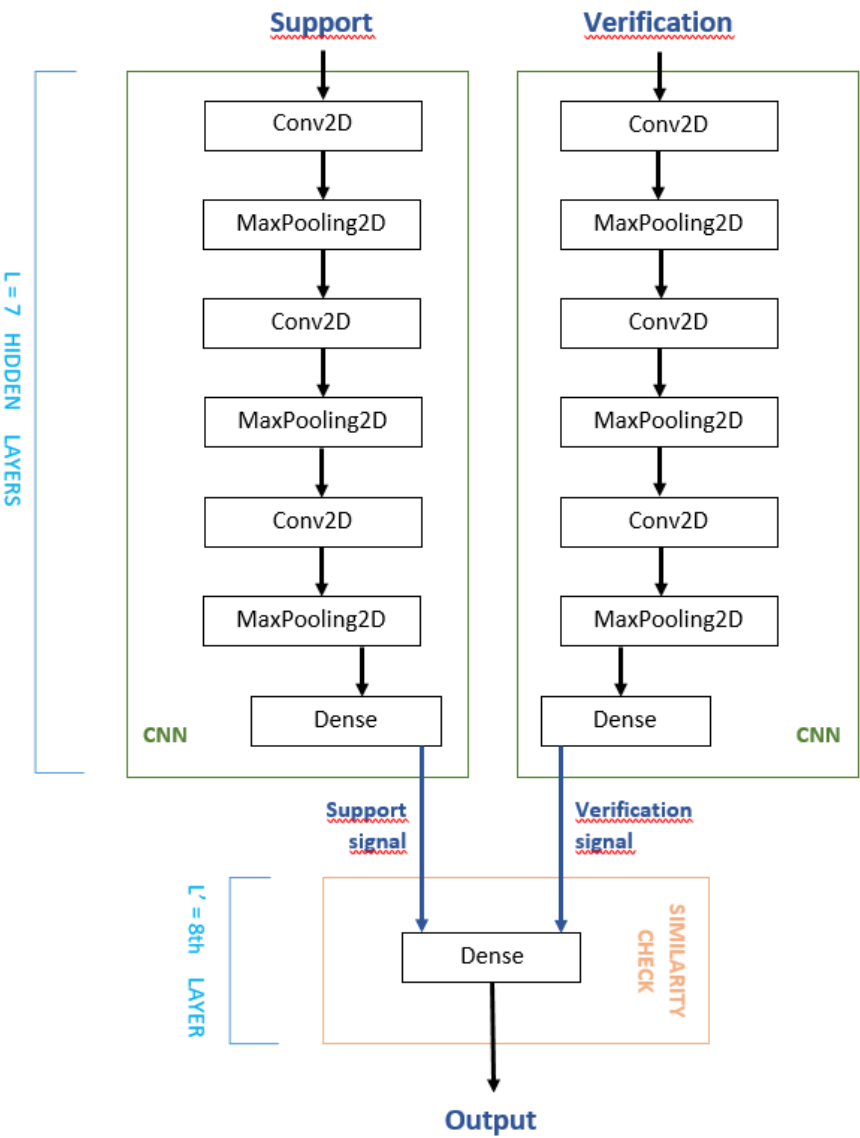 Support
Verification
Conv2D
Conv2D
MaxPooling2D
MaxPooling2D
Conv2D
Conv2D
MaxPooling2D
MaxPooling2D
Conv2D
Conv2D
MaxPooling2D
MaxPooling2D
Dense
Dense
CNN
CNN
L = 7 HIDDEN LAYERS
Support
signal
Verification
signal
L’ = 8th LAYER
Dense
SIMILARITY
CHECK
Output